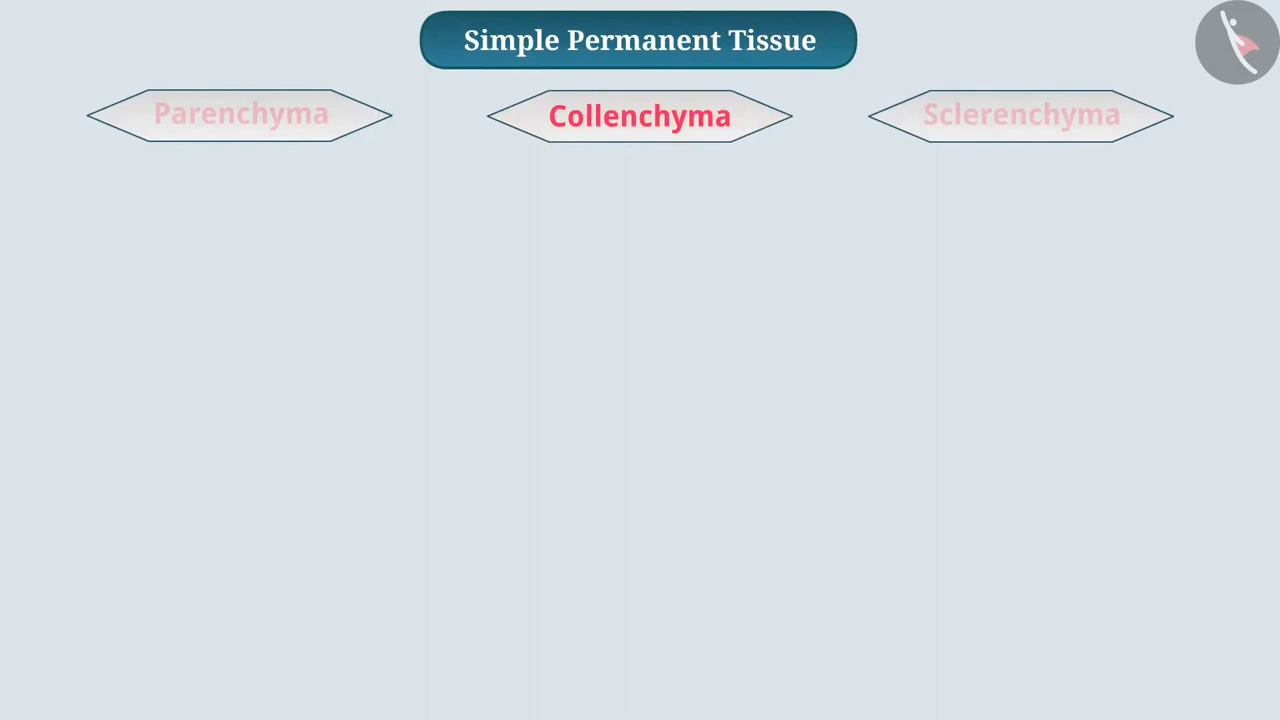 Simple Permanent Tissue
Parenchyma
Collenchyma
Sclerenchyma